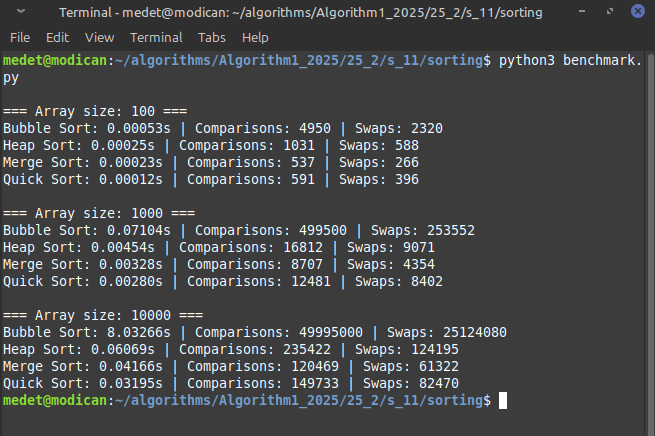 Terminal - medet@modican: ~/algorithms/Algorithm1_2025/25_2/s_11/sorting
File Edit View Terminal Tabs Help
medet@modican:~/algorithms/Algorithm1_2025/25_2/s_11/sorting$ python3 benchmark.
py
=== Array size: 100 ===
Bubble Sort: 0.00053s | Comparisons: 4950 | Swaps: 2320
Heap Sort: 0.00025s | Comparisons: 1031 | Swaps: 588
Merge Sort: 0.00023s | Comparisons: 537 | Swaps: 266
Quick Sort: 0.00012s | Comparisons: 591 | Swaps: 396
=== Array size: 1000 ===
Bubble Sort: 0.07104s | Comparisons: 499500 | Swaps: 253552
Heap Sort: 0.00454s | Comparisons: 16812 | Swaps: 9071
Merge Sort: 0.00328s | Comparisons: 8707 | Swaps: 4354
Quick Sort: 0.00280s | Comparisons: 12481 | Swaps: 8402
=== Array size: 10000 ===
Bubble Sort: 8.03266s | Comparisons: 49995000 | Swaps: 25124080
Heap Sort: 0.06069s | Comparisons: 235422 | Swaps: 124195
Merge Sort: 0.04166s | Comparisons: 120469 | Swaps: 61322
Quick Sort: 0.03195s | Comparisons: 149733 | Swaps: 82470
medet@modican:~/algorithms/Algorithm1_2025/25_2/s_11/sorting$